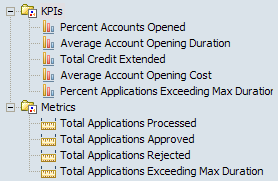 KPIs
Percent Accounts Opened
Average Account Opening Duration
Total Credit Extended
Average Account Opening Cost
Percent Applications Exceeding Max Duration
Metrics
Total Applications Processed
Total Applications Approved
Total Applications Rejected
Total Applications Exceeding Max Duration